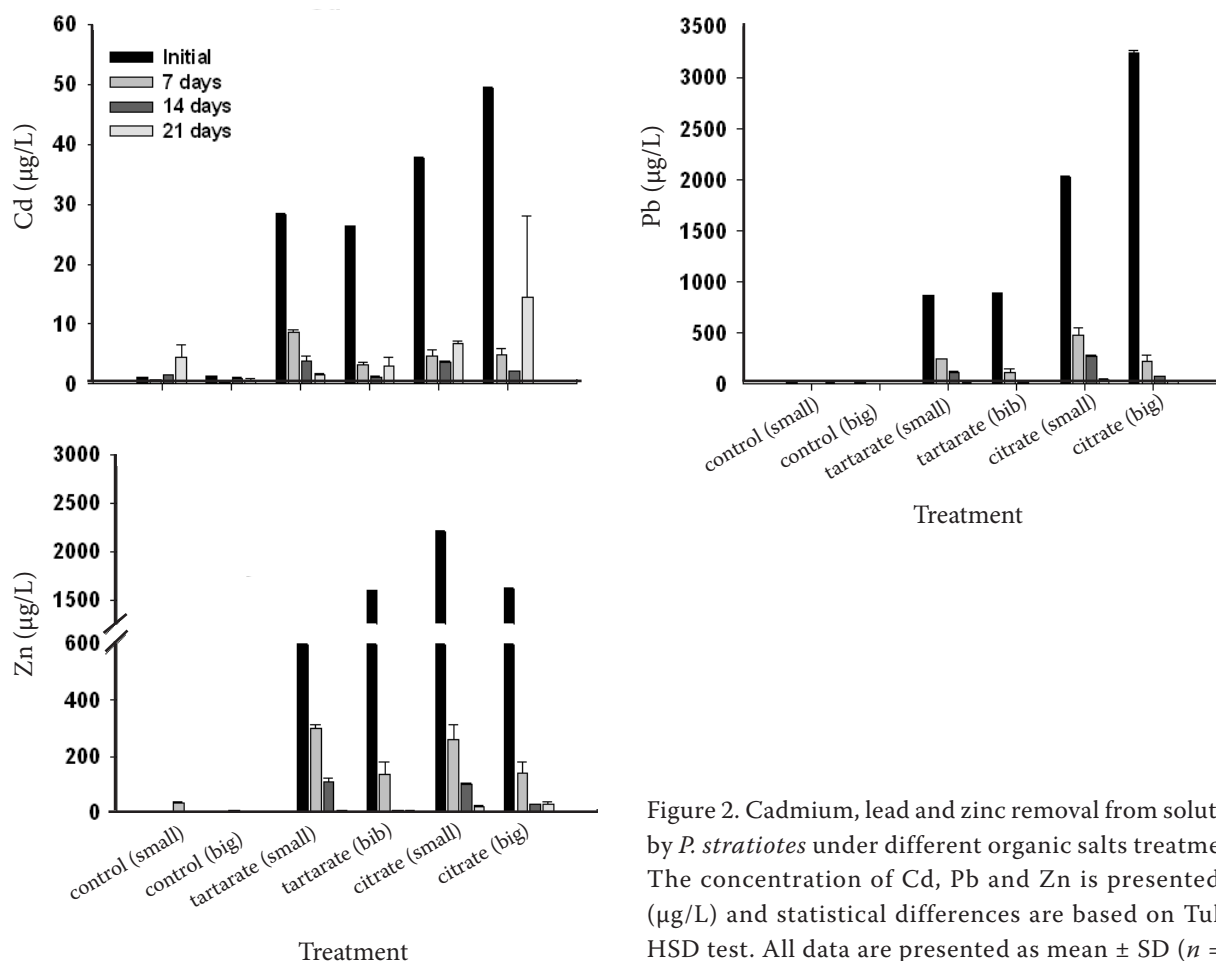 60
50
40
30
20
10
0
Cd (µg/L)
Initial
7 days
14 days
21 days
3500
3000
2500
2000
1500
1000
500
0
Pb (µg/L)
control (small)
control (big)
tartarate (small)
tartarate (bib)
citrate (small)
citrate (big)
Treatment
3000
2500
2000
1500
600
400
200
0
Zn (µg/L)
control (small)
control (big)
tartarate (small)
tartarate (bib)
citrate (small)
citrate (big)
Treatment
Figure 2. Cadmium, lead and zinc removal from solut
by P. stratiotes under different organic salts treatme
The concentration of Cd, Pb and Zn is presented
(µg/L) and statistical differences are based on Tul
HSD test. All data are presented as mean ± SD (n =